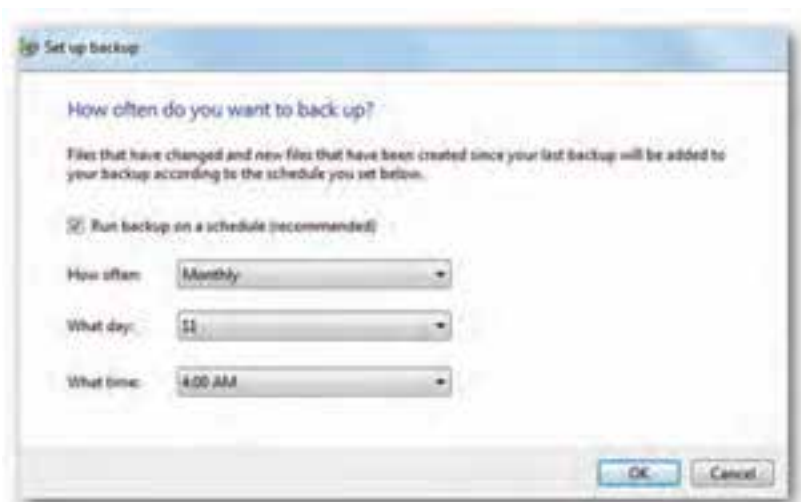 Set up backup
How often do you want to back up?
Files that have changed and new files that have been created since your last backup will be added to
your backup according to the schedule you set below.
Run backup on a schedule (recommended)
How often: Monthly
What day: 11
What time: 4:00 AM
OK Cancel